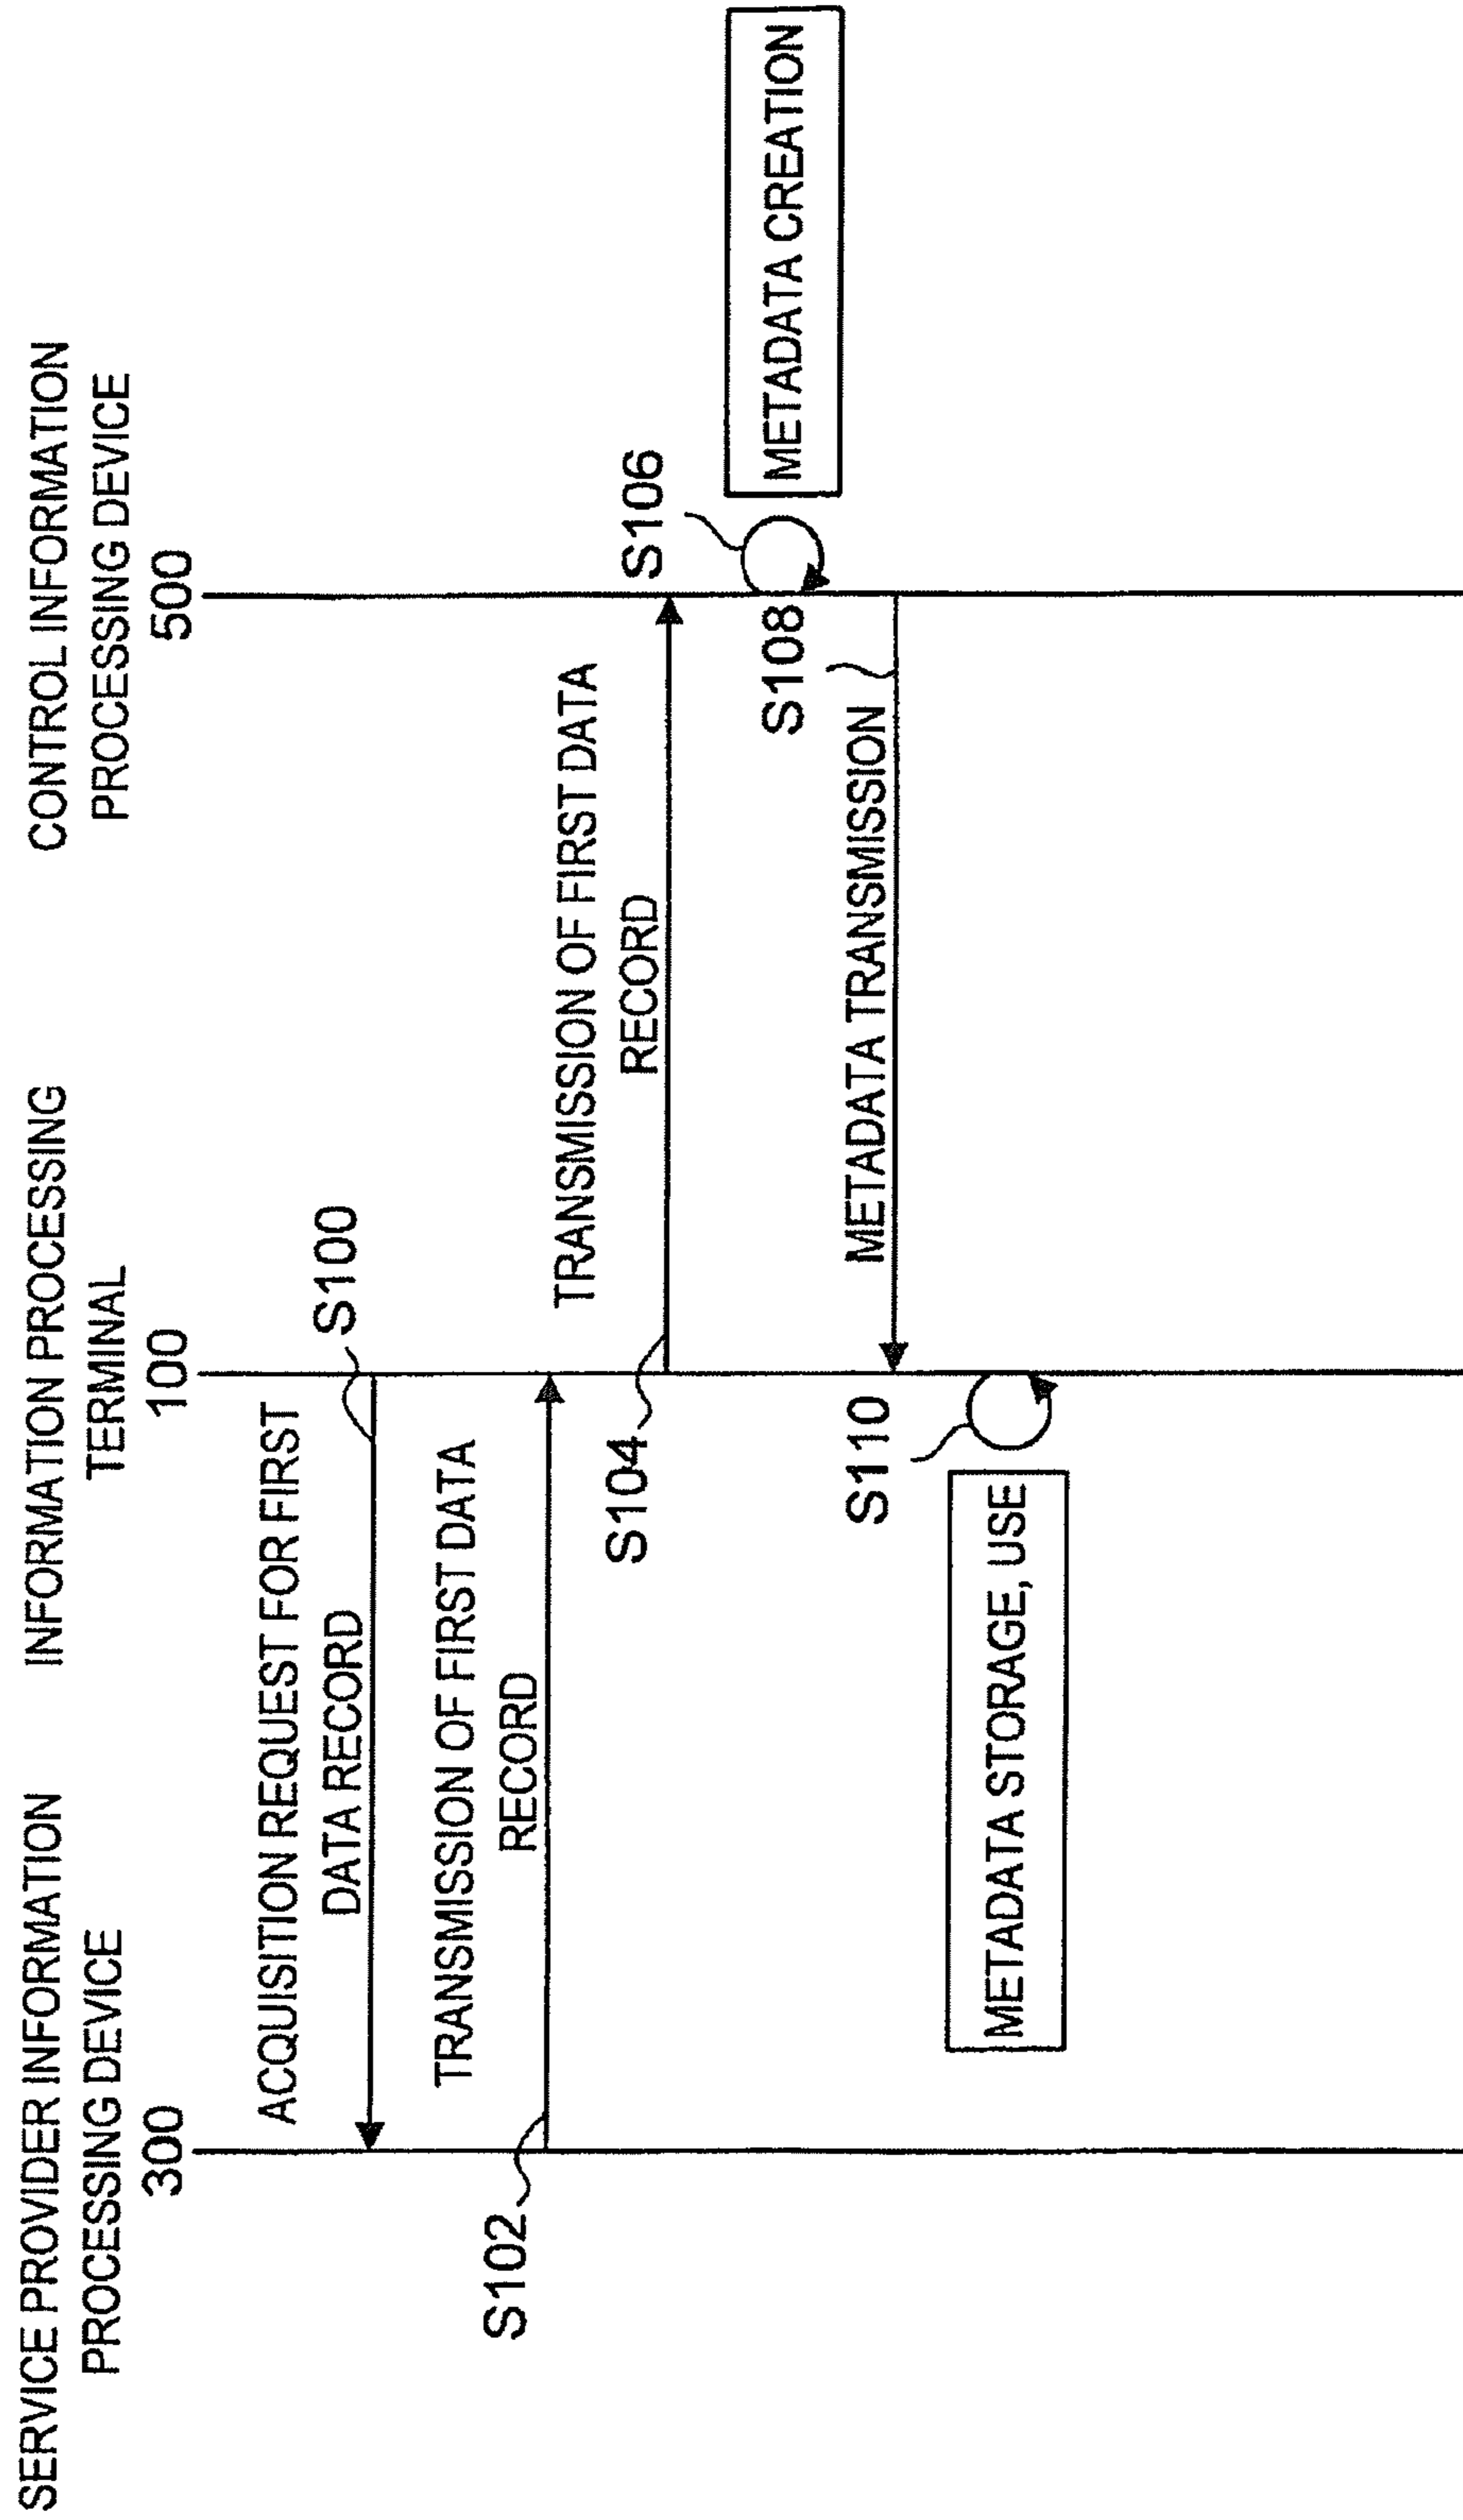 SERVICE PROVIDER INFORMATION
PROCESSING DEVICE
300
INFORMATION PROCESSING
TERMINAL
100
CONTROL INFORMATION
PROCESSING DEVICE
500
ACQUISITION REQUEST FOR FIRST
DATA RECORD
S100
S102
TRANSMISSION OF FIRST DATA
RECORD
S104
TRANSMISSION OF FIRST DATA
RECORD
S106
METADATA CREATION
S108
METADATA TRANSMISSION
S110
METADATA STORAGE, USE